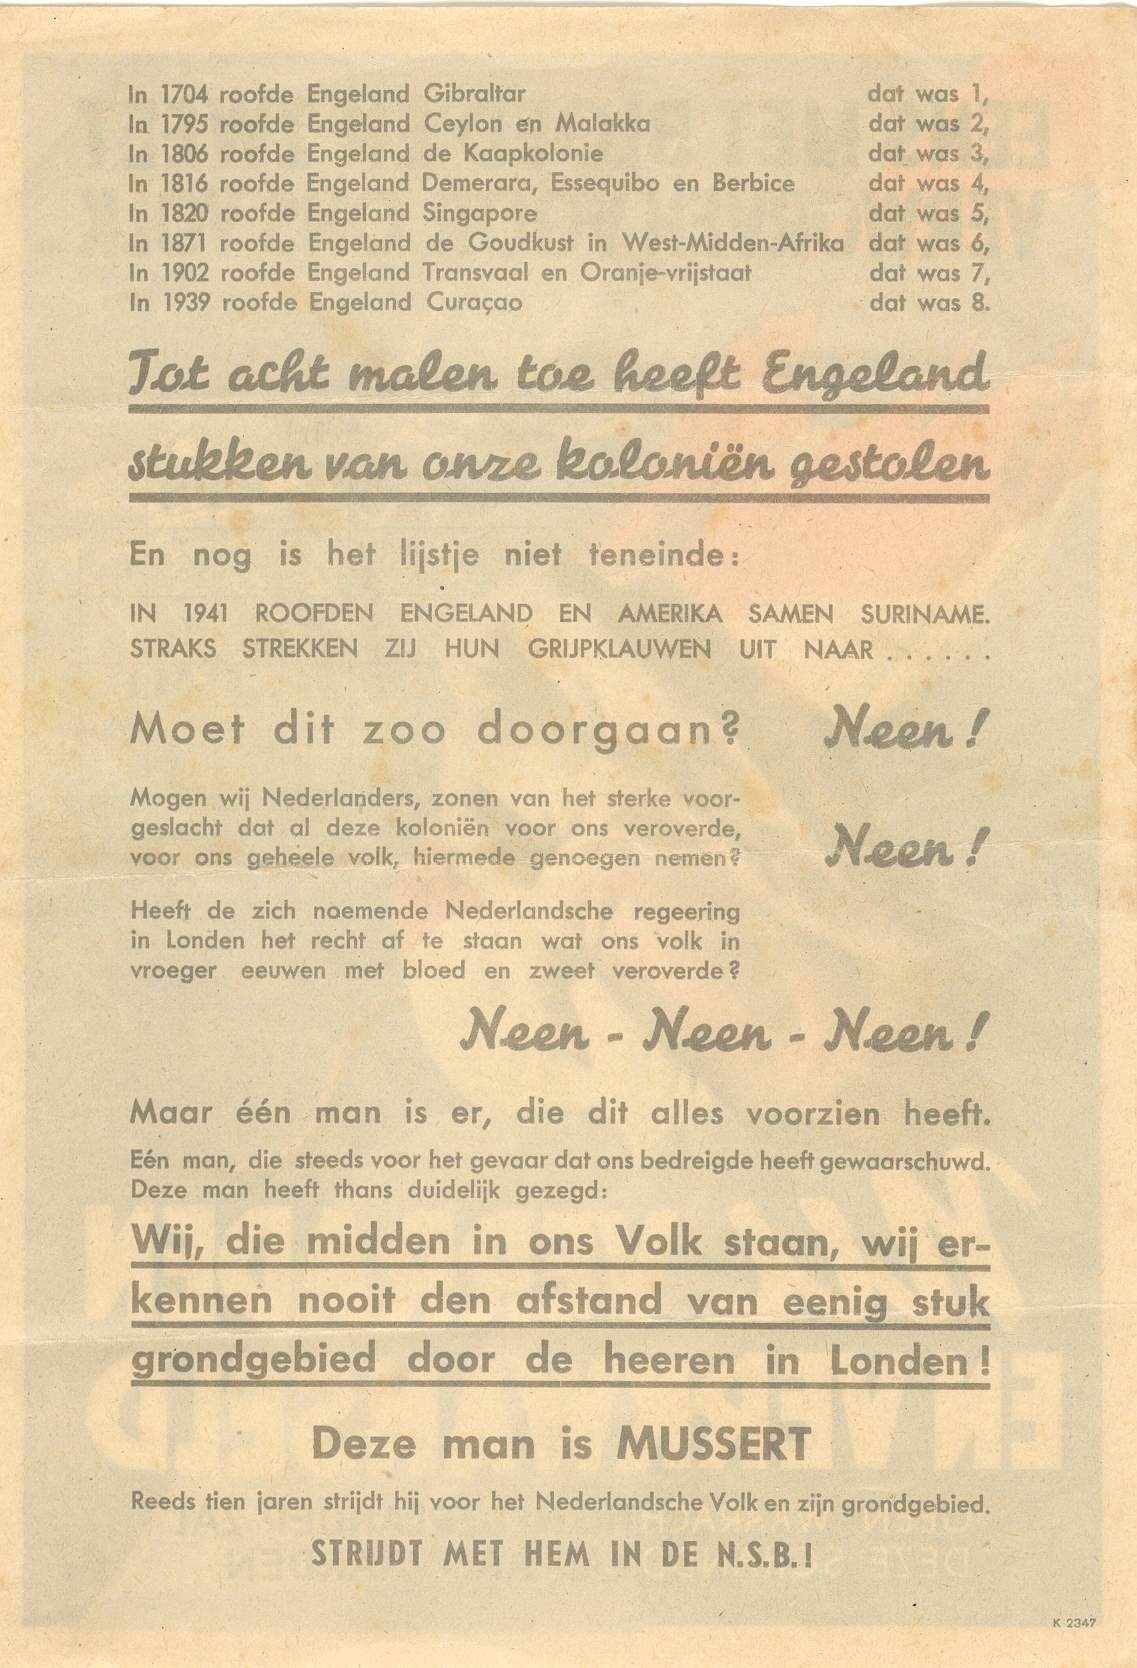 In 1704 roofde Engeland Gibraltar dat was 1,
In 1795 roofde Engeland Ceylon en Malakka dat was 2,
In 1806 roofde Engeland de Kaapkolonie dat was 3,
In 1816 roofde Engeland Demerara, Essequibo en Berbice dat was 4,
In 1820 roofde Engeland Singapore dat was 5,
In 1871 roofde Engeland de Goudkust in West-Midden-Afrika dat was 6,
In 1902 roofde Engeland Transvaal en Oranje-vrijstaat dat was 7,
In 1939 roofde Engeland Curaçao dat was 8.
Tot acht malen toe heeft Engeland
stukken van onze koloniën gestolen
En nog is het lijstje niet teneinde:
IN 1941 ROOFDEN ENGELAND EN AMERIKA SAMEN SURINAME.
STRAKS STREKKEN ZIJ HUN GRIJPKLAUWEN UIT NAAR . . . . . .
Moet dit zoo doorgaan? Neen!
Mogen wij Nederlanders, zonen van het sterke voor-
geslacht dat al deze koloniën voor ons veroverde,
voor ons geheele volk, hiermede genoegen nemen? Neen!
Heeft de zich noemende Nederlandsche regeering
in Londen het recht af te staan wat ons volk in
vroeger eeuwen met bloed en zweet veroverde?
Neen - Neen - Neen!
Maar één man is er, die dit alles voorzien heeft.
Eén man, die steeds voor het gevaar dat ons bedreigde heeft gewaarschuwd.
Deze man heeft thans duidelijk gezegd:
Wij, die midden in ons Volk staan, wij er-
kennen nooit den afstand van eenig stuk
grondgebied door de heeren in Londen!
Deze man is MUSSERT
Reeds tien jaren strijdt hij voor het Nederlandsche Volk en zijn grondgebied.
STRIJDT MET HEM IN DE N.S.B.!
K 2347